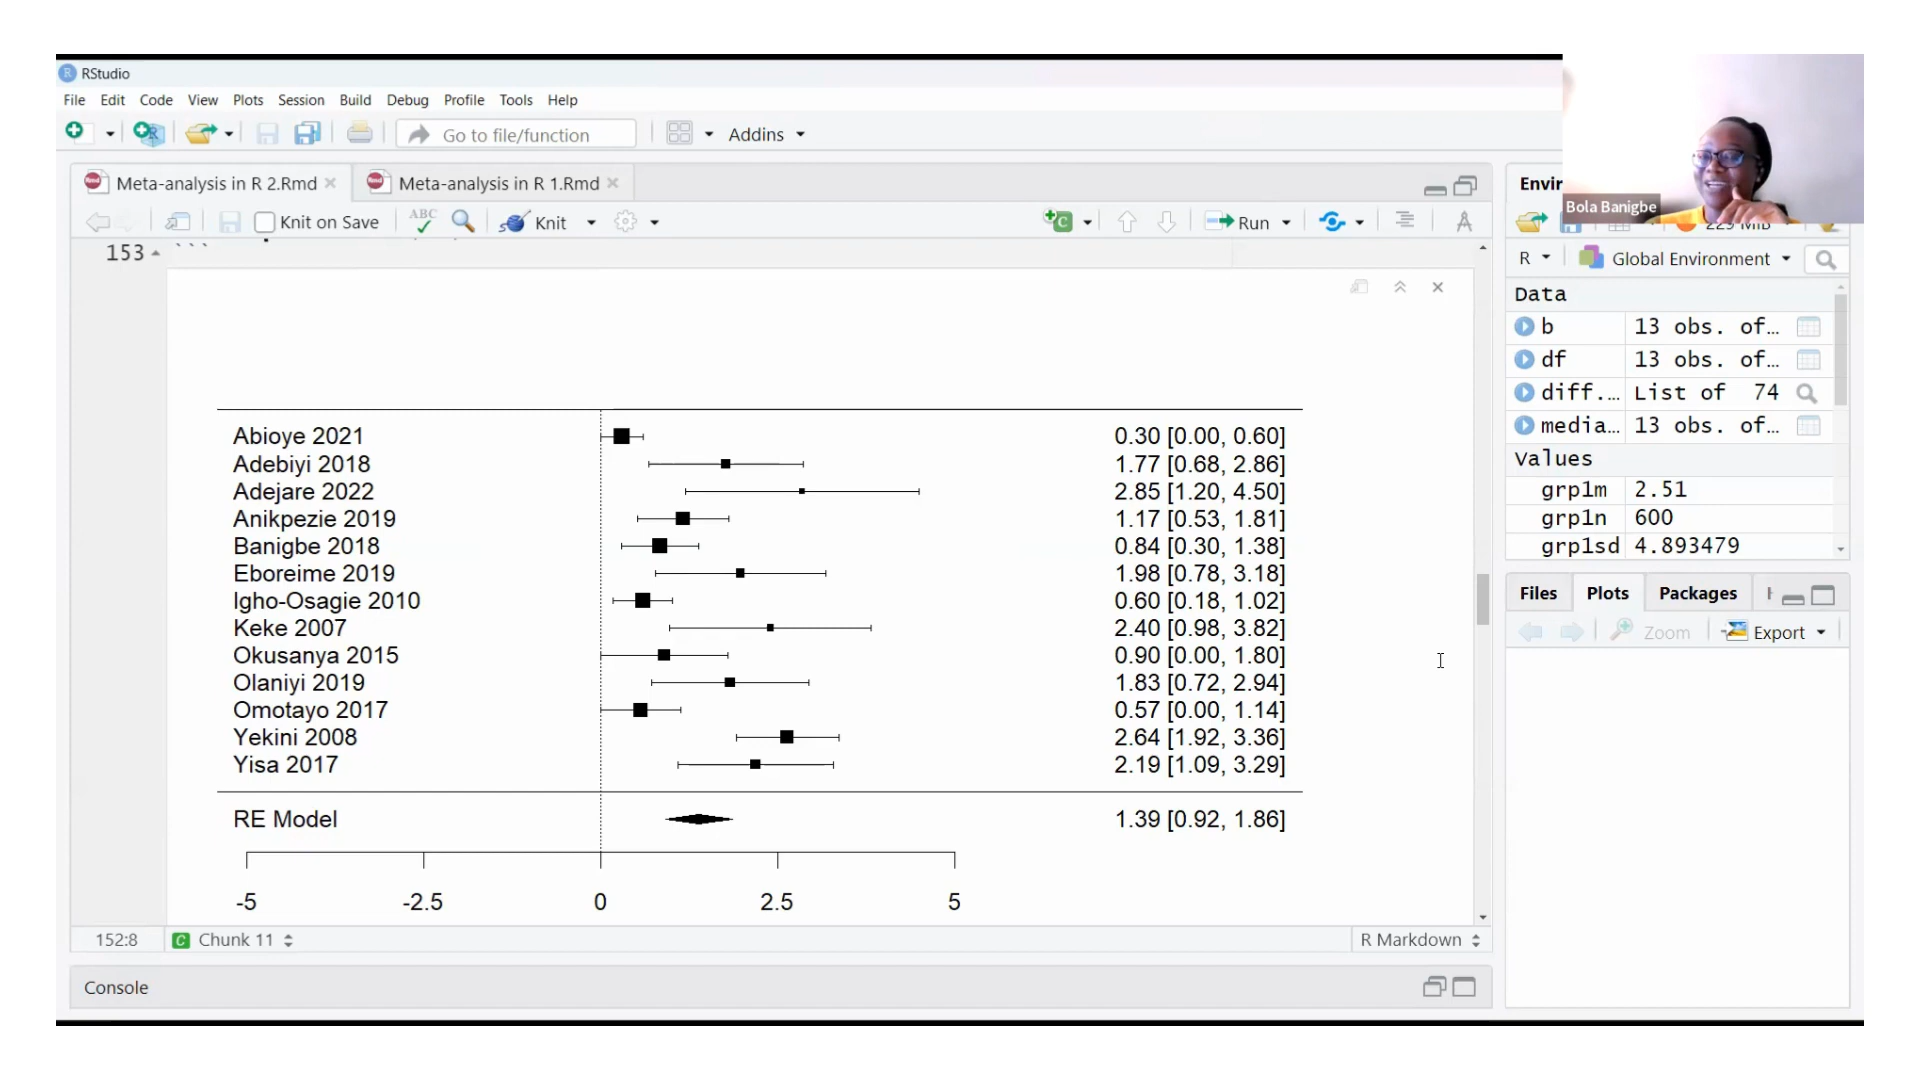 RStudio
File Edit Code View Plots Session Build Debug Profile Tools Help
Go to file/function Addins
Meta-analysis in R 2.Rmd Meta-analysis in R 1.Rmd
Knit on Save ABC Knit Run
153 ```
Abioye 2021 0.30 [0.00, 0.60]
Adebiyi 2018 1.77 [0.68, 2.86]
Adejare 2022 2.85 [1.20, 4.50]
Anikpezie 2019 1.17 [0.53, 1.81]
Banigbe 2018 0.84 [0.30, 1.38]
Eboreime 2019 1.98 [0.78, 3.18]
Igho-Osagie 2010 0.60 [0.18, 1.02]
Keke 2007 2.40 [0.98, 3.82]
Okusanya 2015 0.90 [0.00, 1.80]
Olaniyi 2019 1.83 [0.72, 2.94]
Omotayo 2017 0.57 [0.00, 1.14]
Yekini 2008 2.64 [1.92, 3.36]
Yisa 2017 2.19 [1.09, 3.29]
RE Model 1.39 [0.92, 1.86]
-5 -2.5 0 2.5 5
152:8 Chunk 11 R Markdown
Console
Bola Banigbe
Envir
229 MiB
R Global Environment
Data
b 13 obs. of…
df 13 obs. of…
diff.… List of 74
media… 13 obs. of…
Values
grp1m 2.51
grp1n 600
grp1sd 4.893479
Files Plots Packages
Zoom Export